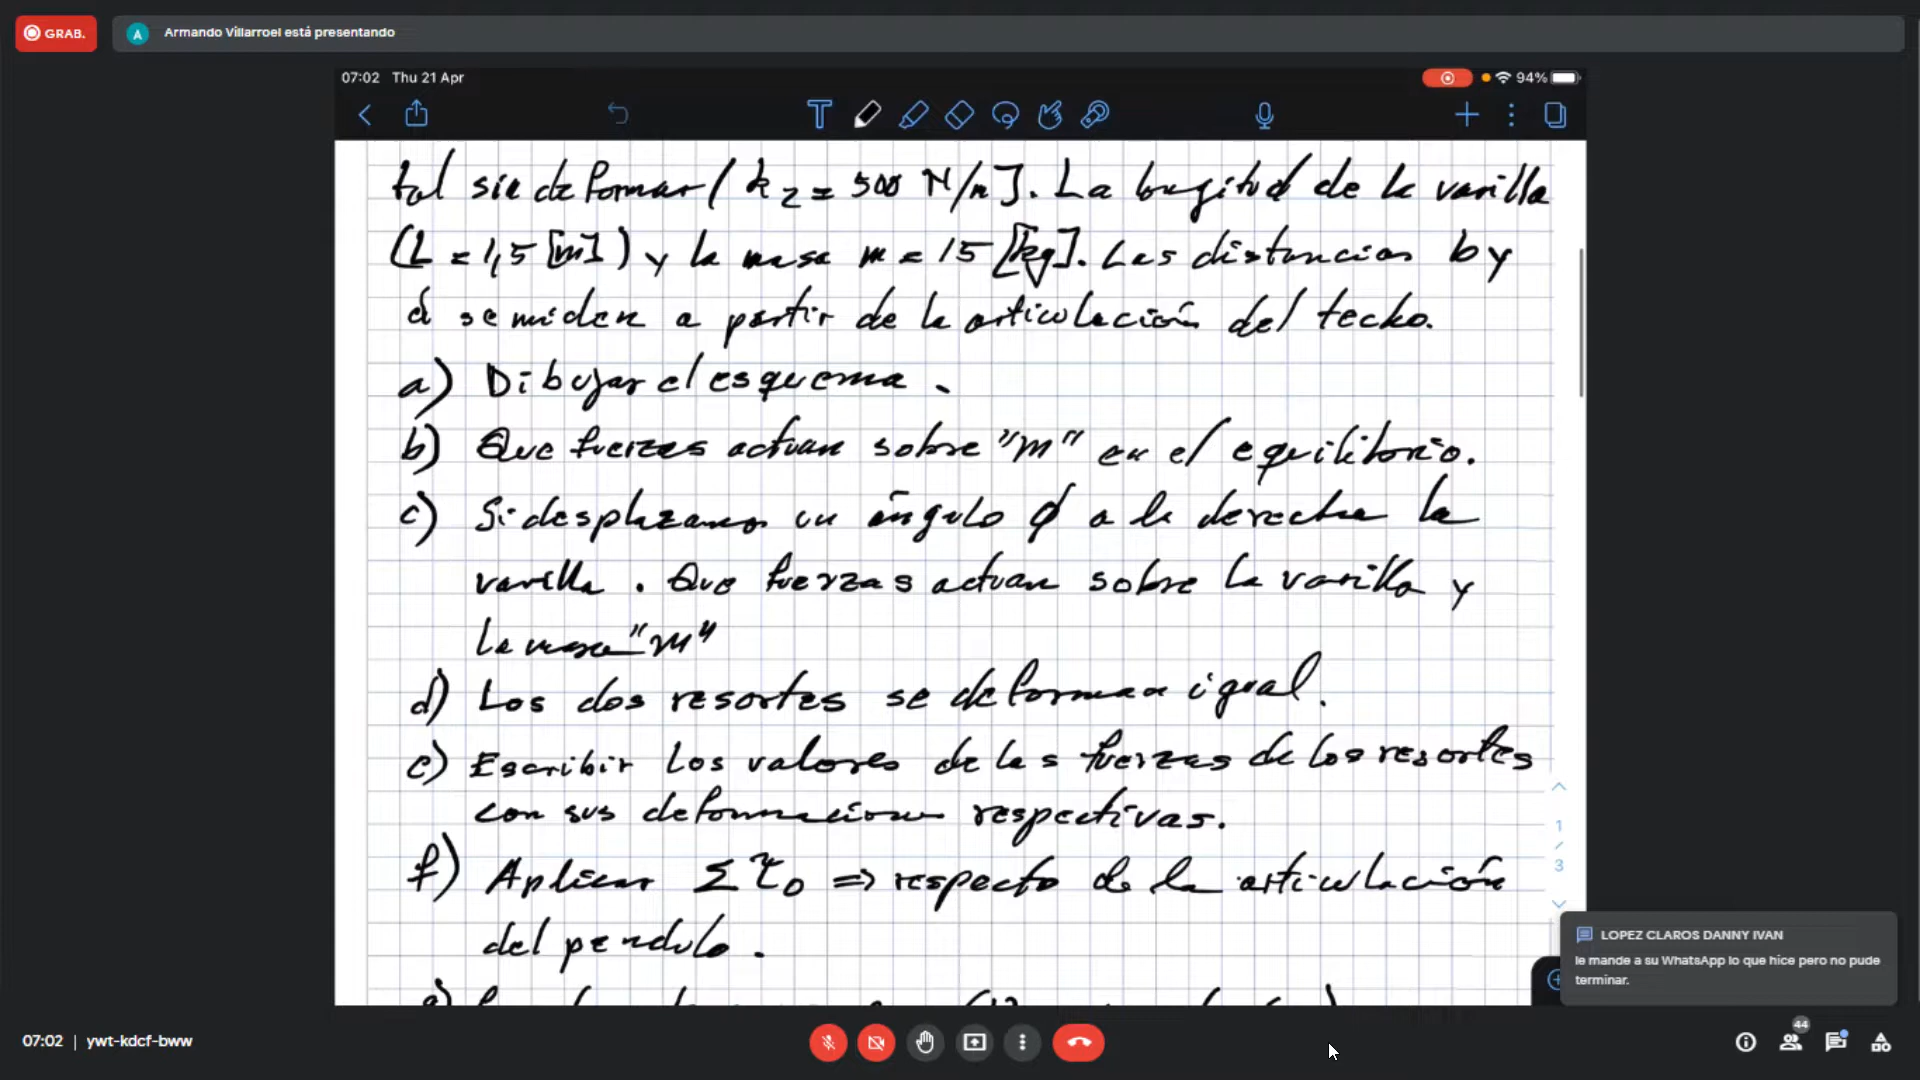 GRAB.
A Armando Villarroel está presentando
07:02 Thu 21 Apr
94%
tal sin deformar (k2 = 500 N/m]. La longitud de la varilla
(L = 1,5 [m]) y la masa m = 15 [kg]. Las distancias b y
d se miden a partir de la articulación del techo.
a) Dibujar el esquema.
b) Que fuerzas actuan sobre "m" en el equilibrio.
c) Si desplazamos un ángulo ϕ a la derecha la
varilla. Que fuerzas actuan sobre la varilla y
la masa "m"
d) Los dos resortes se deforman igual.
e) Escribir los valores de las fuerzas de los resortes
con sus deformaciones respectivas.
1
/
3
f) Aplicar Σ τ0 => respecto de la articulación
del pendulo.
LOPEZ CLAROS DANNY IVAN
le mande a su WhatsApp lo que hice pero no pude
terminar.
07:02 | ywt-kdcf-bww
44